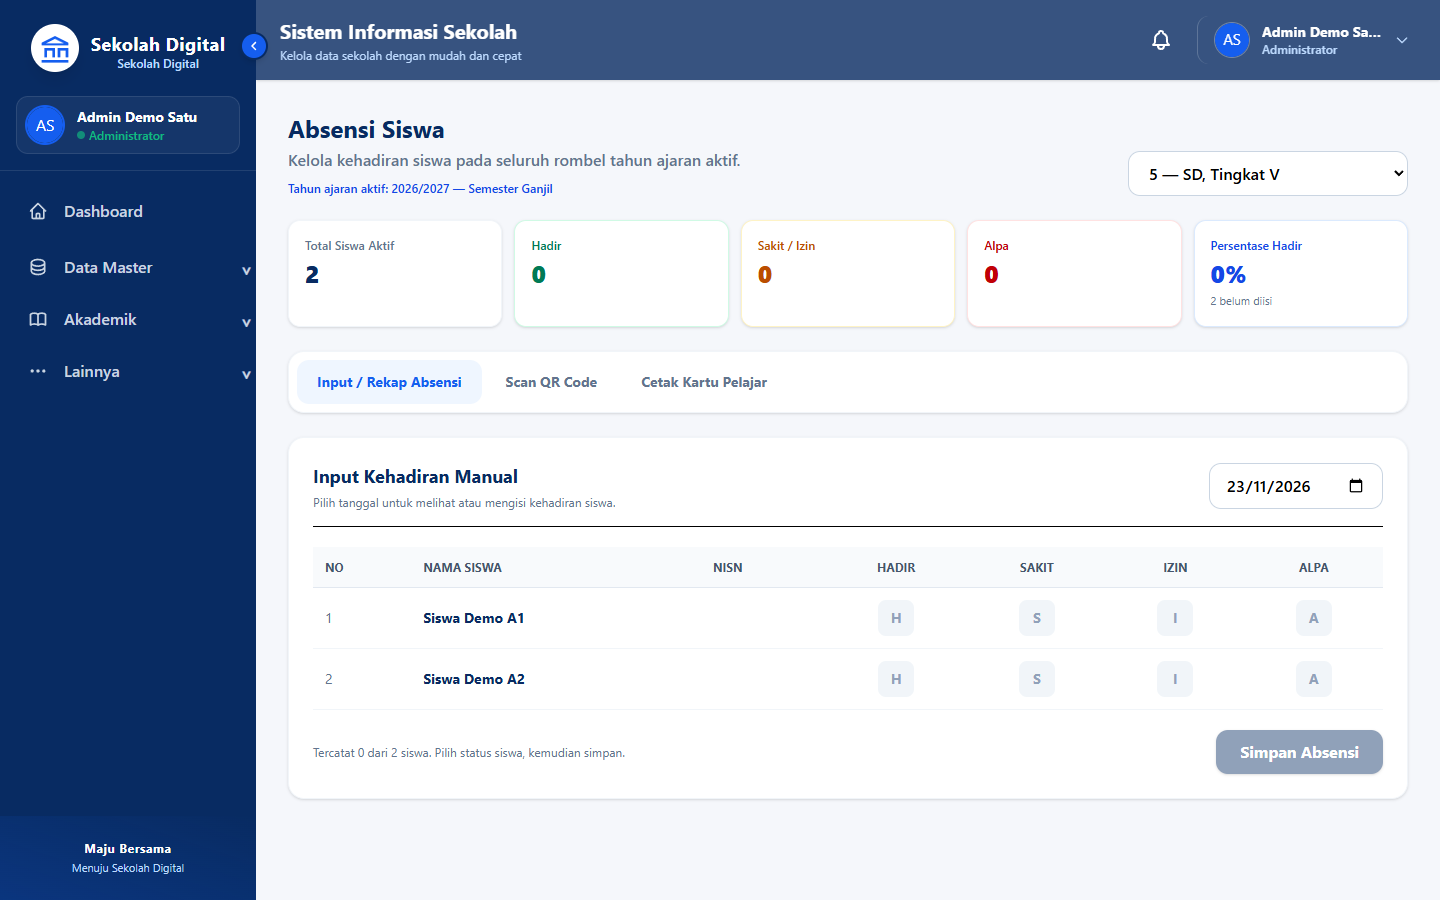 Sekolah Digital
Sekolah Digital
AS
Admin Demo Satu
Administrator
Dashboard
Data Master
Akademik
Lainnya
Maju Bersama
Menuju Sekolah Digital
Sistem Informasi Sekolah
Kelola data sekolah dengan mudah dan cepat
AS
Admin Demo Sa...
Administrator
Absensi Siswa
Kelola kehadiran siswa pada seluruh rombel tahun ajaran aktif.
Tahun ajaran aktif: 2026/2027 — Semester Ganjil
5 — SD, Tingkat V
Total Siswa Aktif
2
Hadir
0
Sakit / Izin
0
Alpa
0
Persentase Hadir
0%
2 belum diisi
Input / Rekap Absensi Scan QR Code Cetak Kartu Pelajar
Input Kehadiran Manual
Pilih tanggal untuk melihat atau mengisi kehadiran siswa.
23/11/2026
NO NAMA SISWA NISN HADIR SAKIT IZIN ALPA
1 Siswa Demo A1 H S I A
2 Siswa Demo A2 H S I A
Tercatat 0 dari 2 siswa. Pilih status siswa, kemudian simpan.
Simpan Absensi